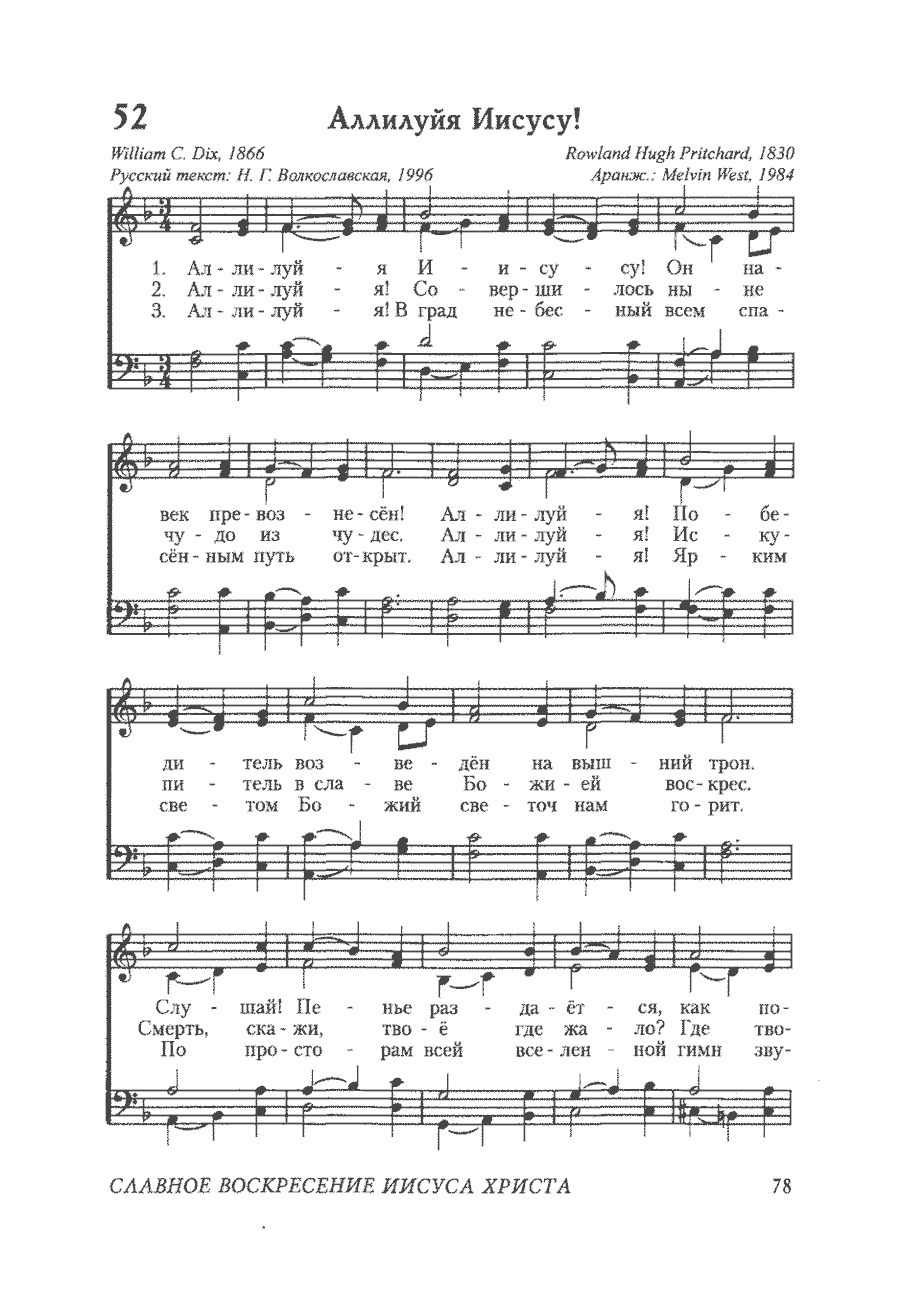 52
Аллилуйя Иисусу!
William C. Dix, 1866
Rowland Hugh Pritchard, 1830
Русский текст: Н. Г. Волкославская, 1996
Аранж.: Melvin West, 1984
1. Ал - ли - луй - я И - и - су - су! Он на -
2. Ал - ли - луй - я! Со - вер - ши - лось ны - не
3. Ал - ли - луй - я! В град не - бес - ный всем спа -
век пре - воз - не - сён! Ал - ли - луй - я! По - бе -
чу - до из чу - дес. Ал - ли - луй - я! Ис - ку -
сён - ным путь от - крыт. Ал - ли - луй - я! Яр - ким
ди - тель воз - ве - дён на выш - ний трон.
пи - тель в сла - ве Бо - жи - ей вос - крес.
све - том Бо - жий све - точ нам го - рит.
Слу - шай! Пе - нье раз - да - ёт - ся, как по -
Смерть, ска - жи, тво - ё где жа - ло? Где тво -
По про - сто - рам всей все - лен - ной гимн зву -
СЛАВНОЕ ВОСКРЕСЕНИЕ ИИСУСА ХРИСТА
78